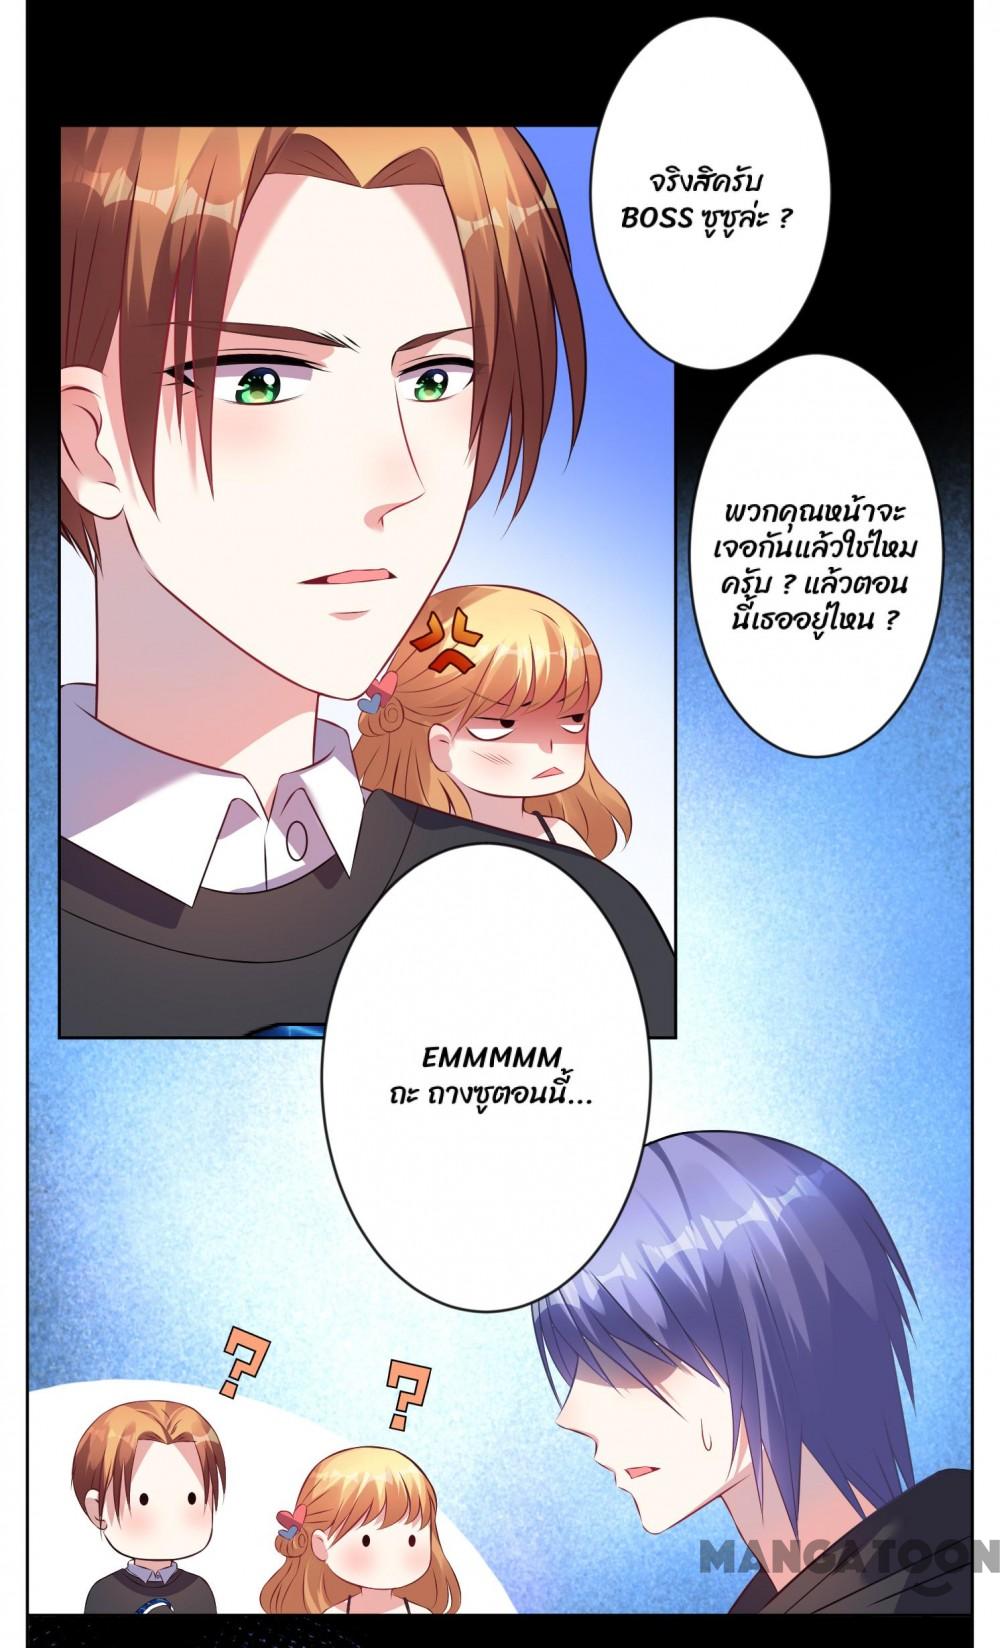 จริงสิครับ
BOSS ซูซูล่ะ ?
พวกคุณหน้าจะ
เจอกันแล้วใช่ไหม
ครับ ? แล้วตอน
นี้เธออยู่ไหน ?
EMMMMM
ถะ ถางซูตอนนี้...
?
?
MANGATOON